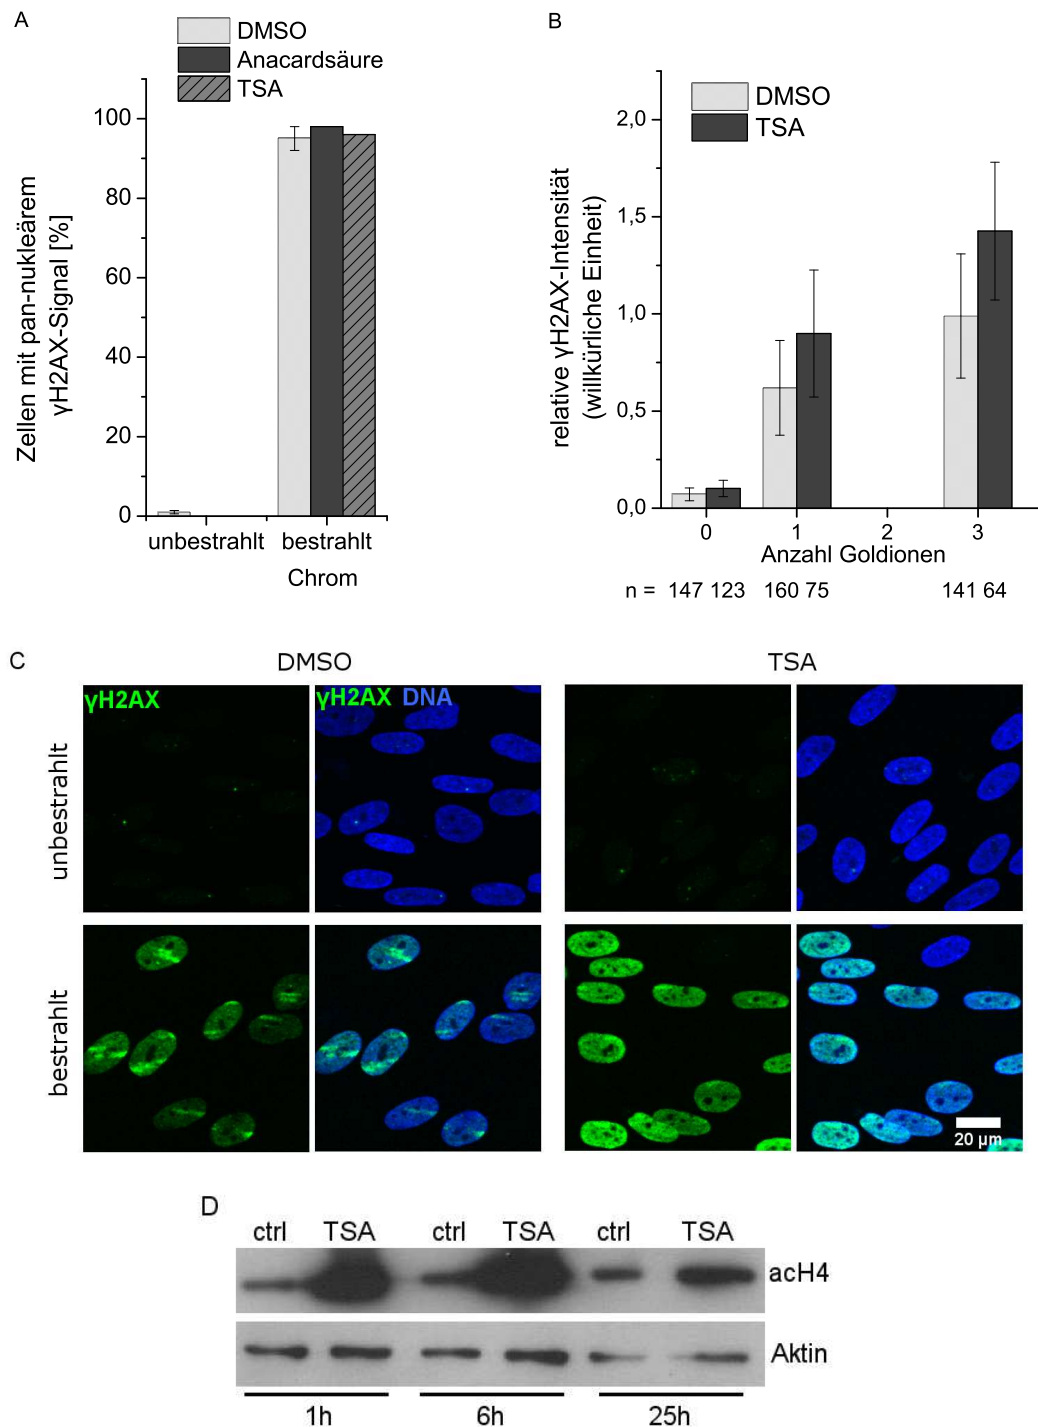 A
DMSO
Anacardsäure
TSA
Zellen mit pan-nukleärem
γH2AX-Signal [%]
100
80
60
40
20
0
unbestrahlt bestrahlt
Chrom
B
DMSO
TSA
relative γH2AX-Intensität
(willkürliche Einheit)
2,0
1,5
1,0
0,5
0,0
0 1 2 3
Anzahl Goldionen
n = 147 123 160 75 141 64
C
DMSO TSA
γH2AX γH2AX DNA
unbestrahlt
bestrahlt
20 µm
D
ctrl TSA ctrl TSA ctrl TSA
acH4
Aktin
1h 6h 25h